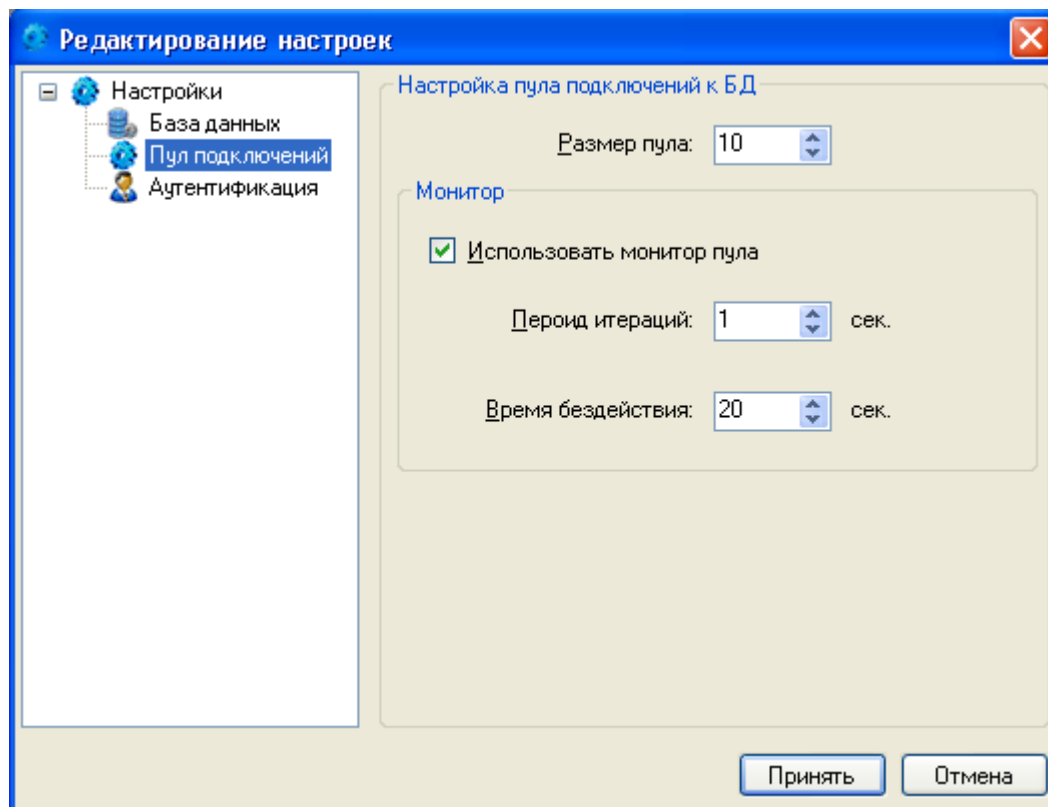 Редактирование настроек
Настройки
База данных
Пул подключений
Аутентификация
Настройка пула подключений к БД
Размер пула: 10
Монитор
Использовать монитор пула
Пероид итераций: 1 сек.
Время бездействия: 20 сек.
Принять Отмена